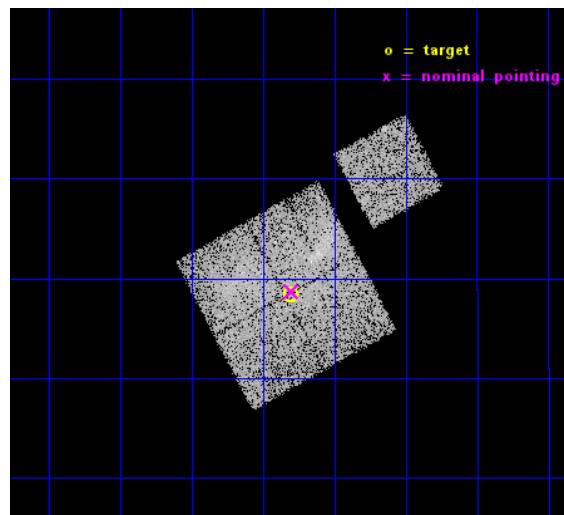 o = target
x = nominal pointing